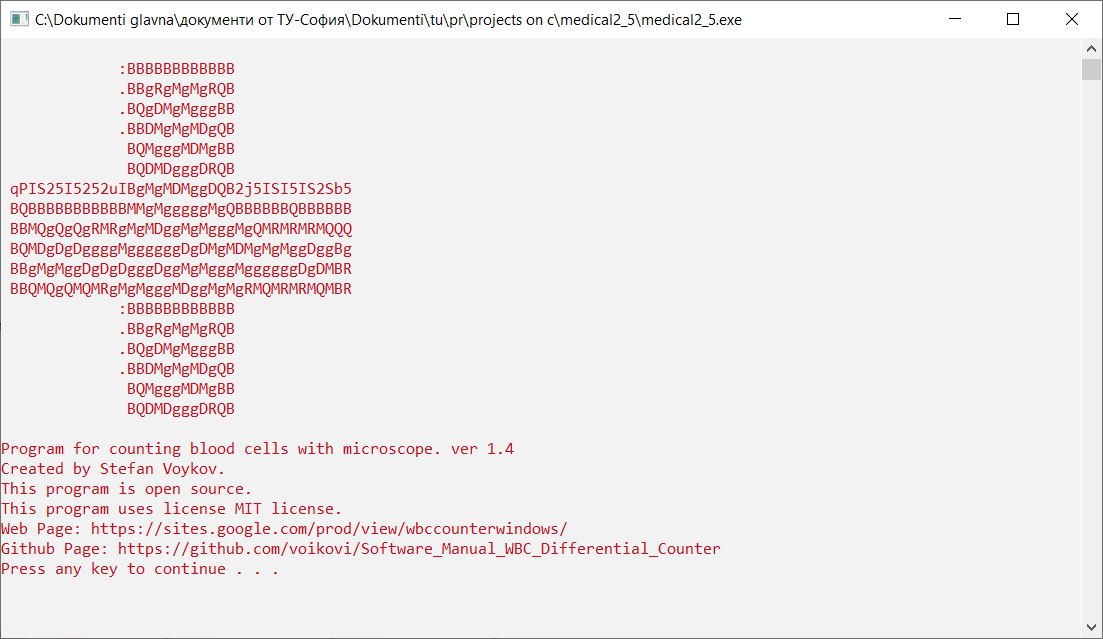 C:\Dokumenti glavna\документи от ТУ-София\Dokumenti\tu\pr\projects on c\medical2_5\medical2_5.exe
:BBBBBBBBBBBB
.BBgRgMgMgRQB
.BQgDMgMgggBB
.BBDMgMgMDgQB
BQMgggMDMgBB
BQDMDgggDRQB
qPIS25I5252uIBgMgMDMggDQB2j5ISI5IS2Sb5
BQBBBBBBBBBBBMMgMgggggMgQBBBBBBQBBBBBB
BBMQgQgQgRMRgMgMDggMgMgggMgQMRMRMRMQQQ
BQMDgDgDggggMggggggDgDMgMDMgMgMggDggBg
BBgMgMggDgDgDgggDggMgMgggMggggggDgDMBR
BBQMQgQMQMRgMgMgggMDggMgMgRMQMRMRMQMBR
:BBBBBBBBBBBB
.BBgRgMgMgRQB
.BQgDMgMgggBB
.BBDMgMgMDgQB
BQMgggMDMgBB
BQDMDgggDRQB
Program for counting blood cells with microscope. ver 1.4
Created by Stefan Voykov.
This program is open source.
This program uses license MIT license.
Web Page: https://sites.google.com/prod/view/wbccounterwindows/
Github Page: https://github.com/voikovi/Software_Manual_WBC_Differential_Counter
Press any key to continue . . .